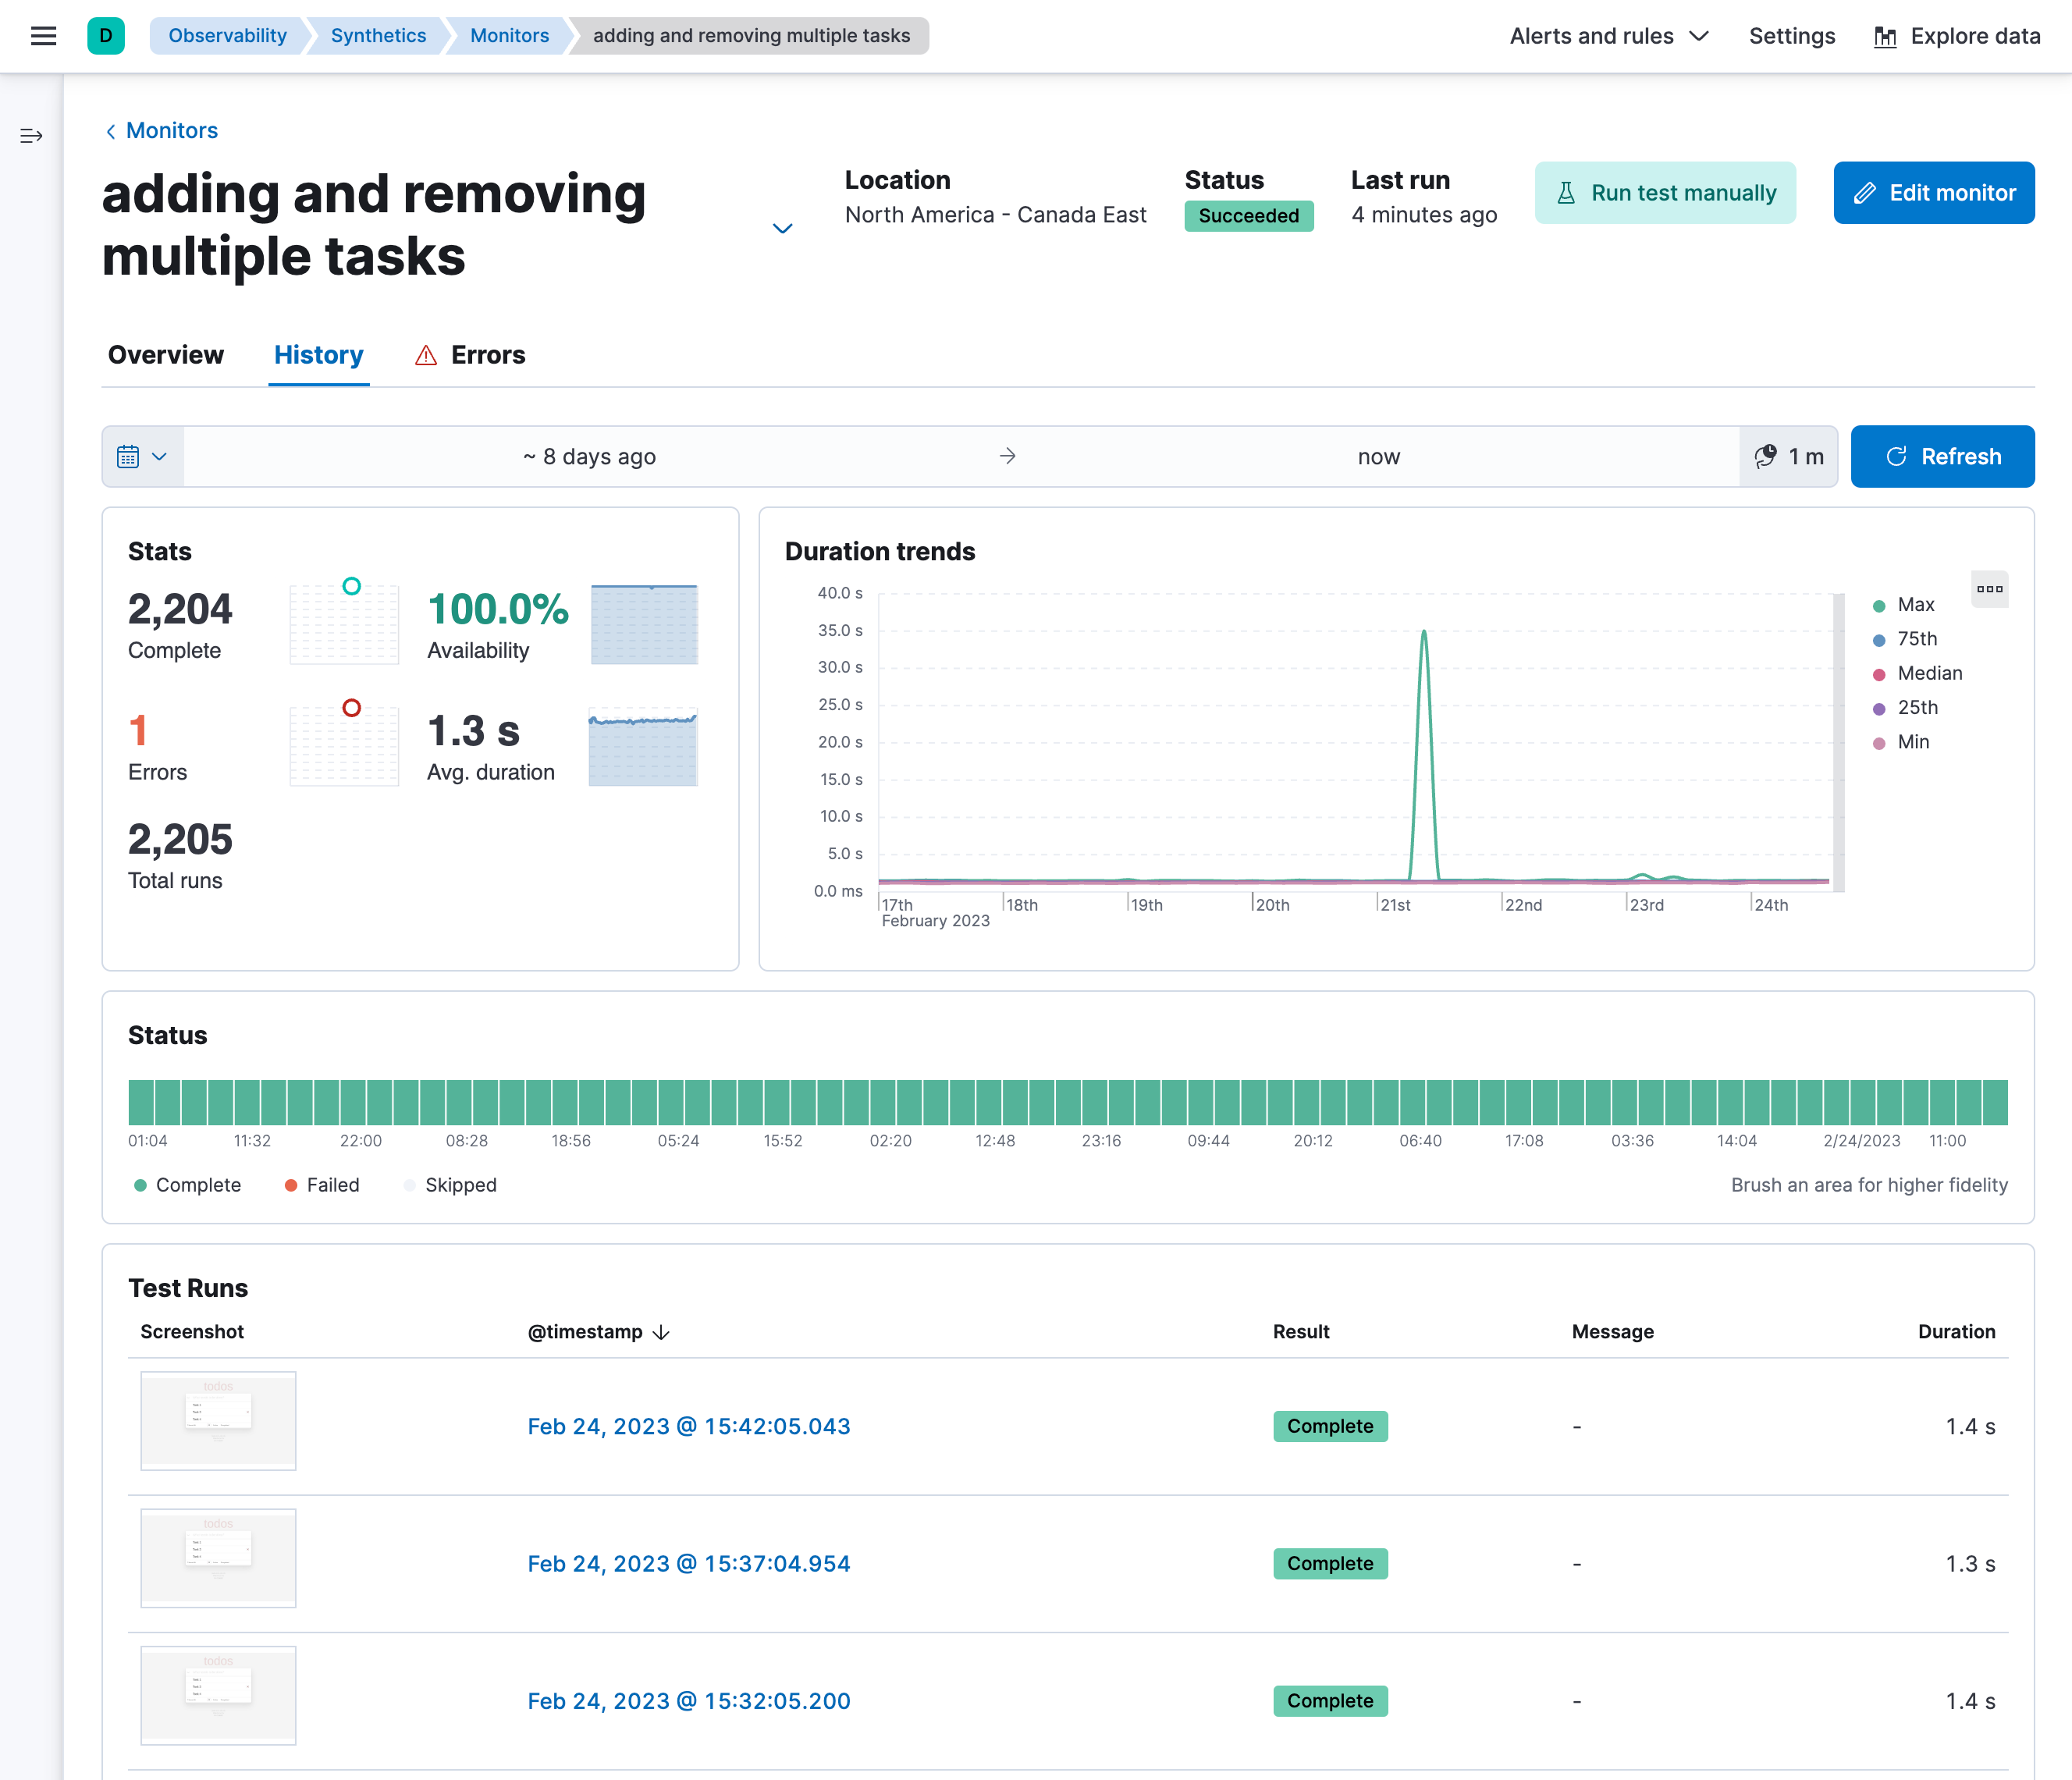 D Observability Synthetics Monitors adding and removing multiple tasks Alerts and rules Settings Explore data
Monitors
adding and removing
multiple tasks
Location
North America - Canada East
Status
Succeeded
Last run
4 minutes ago
Run test manually
Edit monitor
Overview History Errors
~ 8 days ago → now 1 m Refresh
Stats
2,204
Complete
100.0%
Availability
1
Errors
1.3 s
Avg. duration
2,205
Total runs
Duration trends
40.0 s
35.0 s
30.0 s
25.0 s
20.0 s
15.0 s
10.0 s
5.0 s
0.0 ms
17th 18th 19th 20th 21st 22nd 23rd 24th
February 2023
Max
75th
Median
25th
Min
Status
01:04 11:32 22:00 08:28 18:56 05:24 15:52 02:20 12:48 23:16 09:44 20:12 06:40 17:08 03:36 14:04 2/24/2023 11:00
Complete Failed Skipped Brush an area for higher fidelity
Test Runs
Screenshot @timestamp Result Message Duration
todos
Feb 24, 2023 @ 15:42:05.043 Complete - 1.4 s
todos
Feb 24, 2023 @ 15:37:04.954 Complete - 1.3 s
todos
Feb 24, 2023 @ 15:32:05.200 Complete - 1.4 s